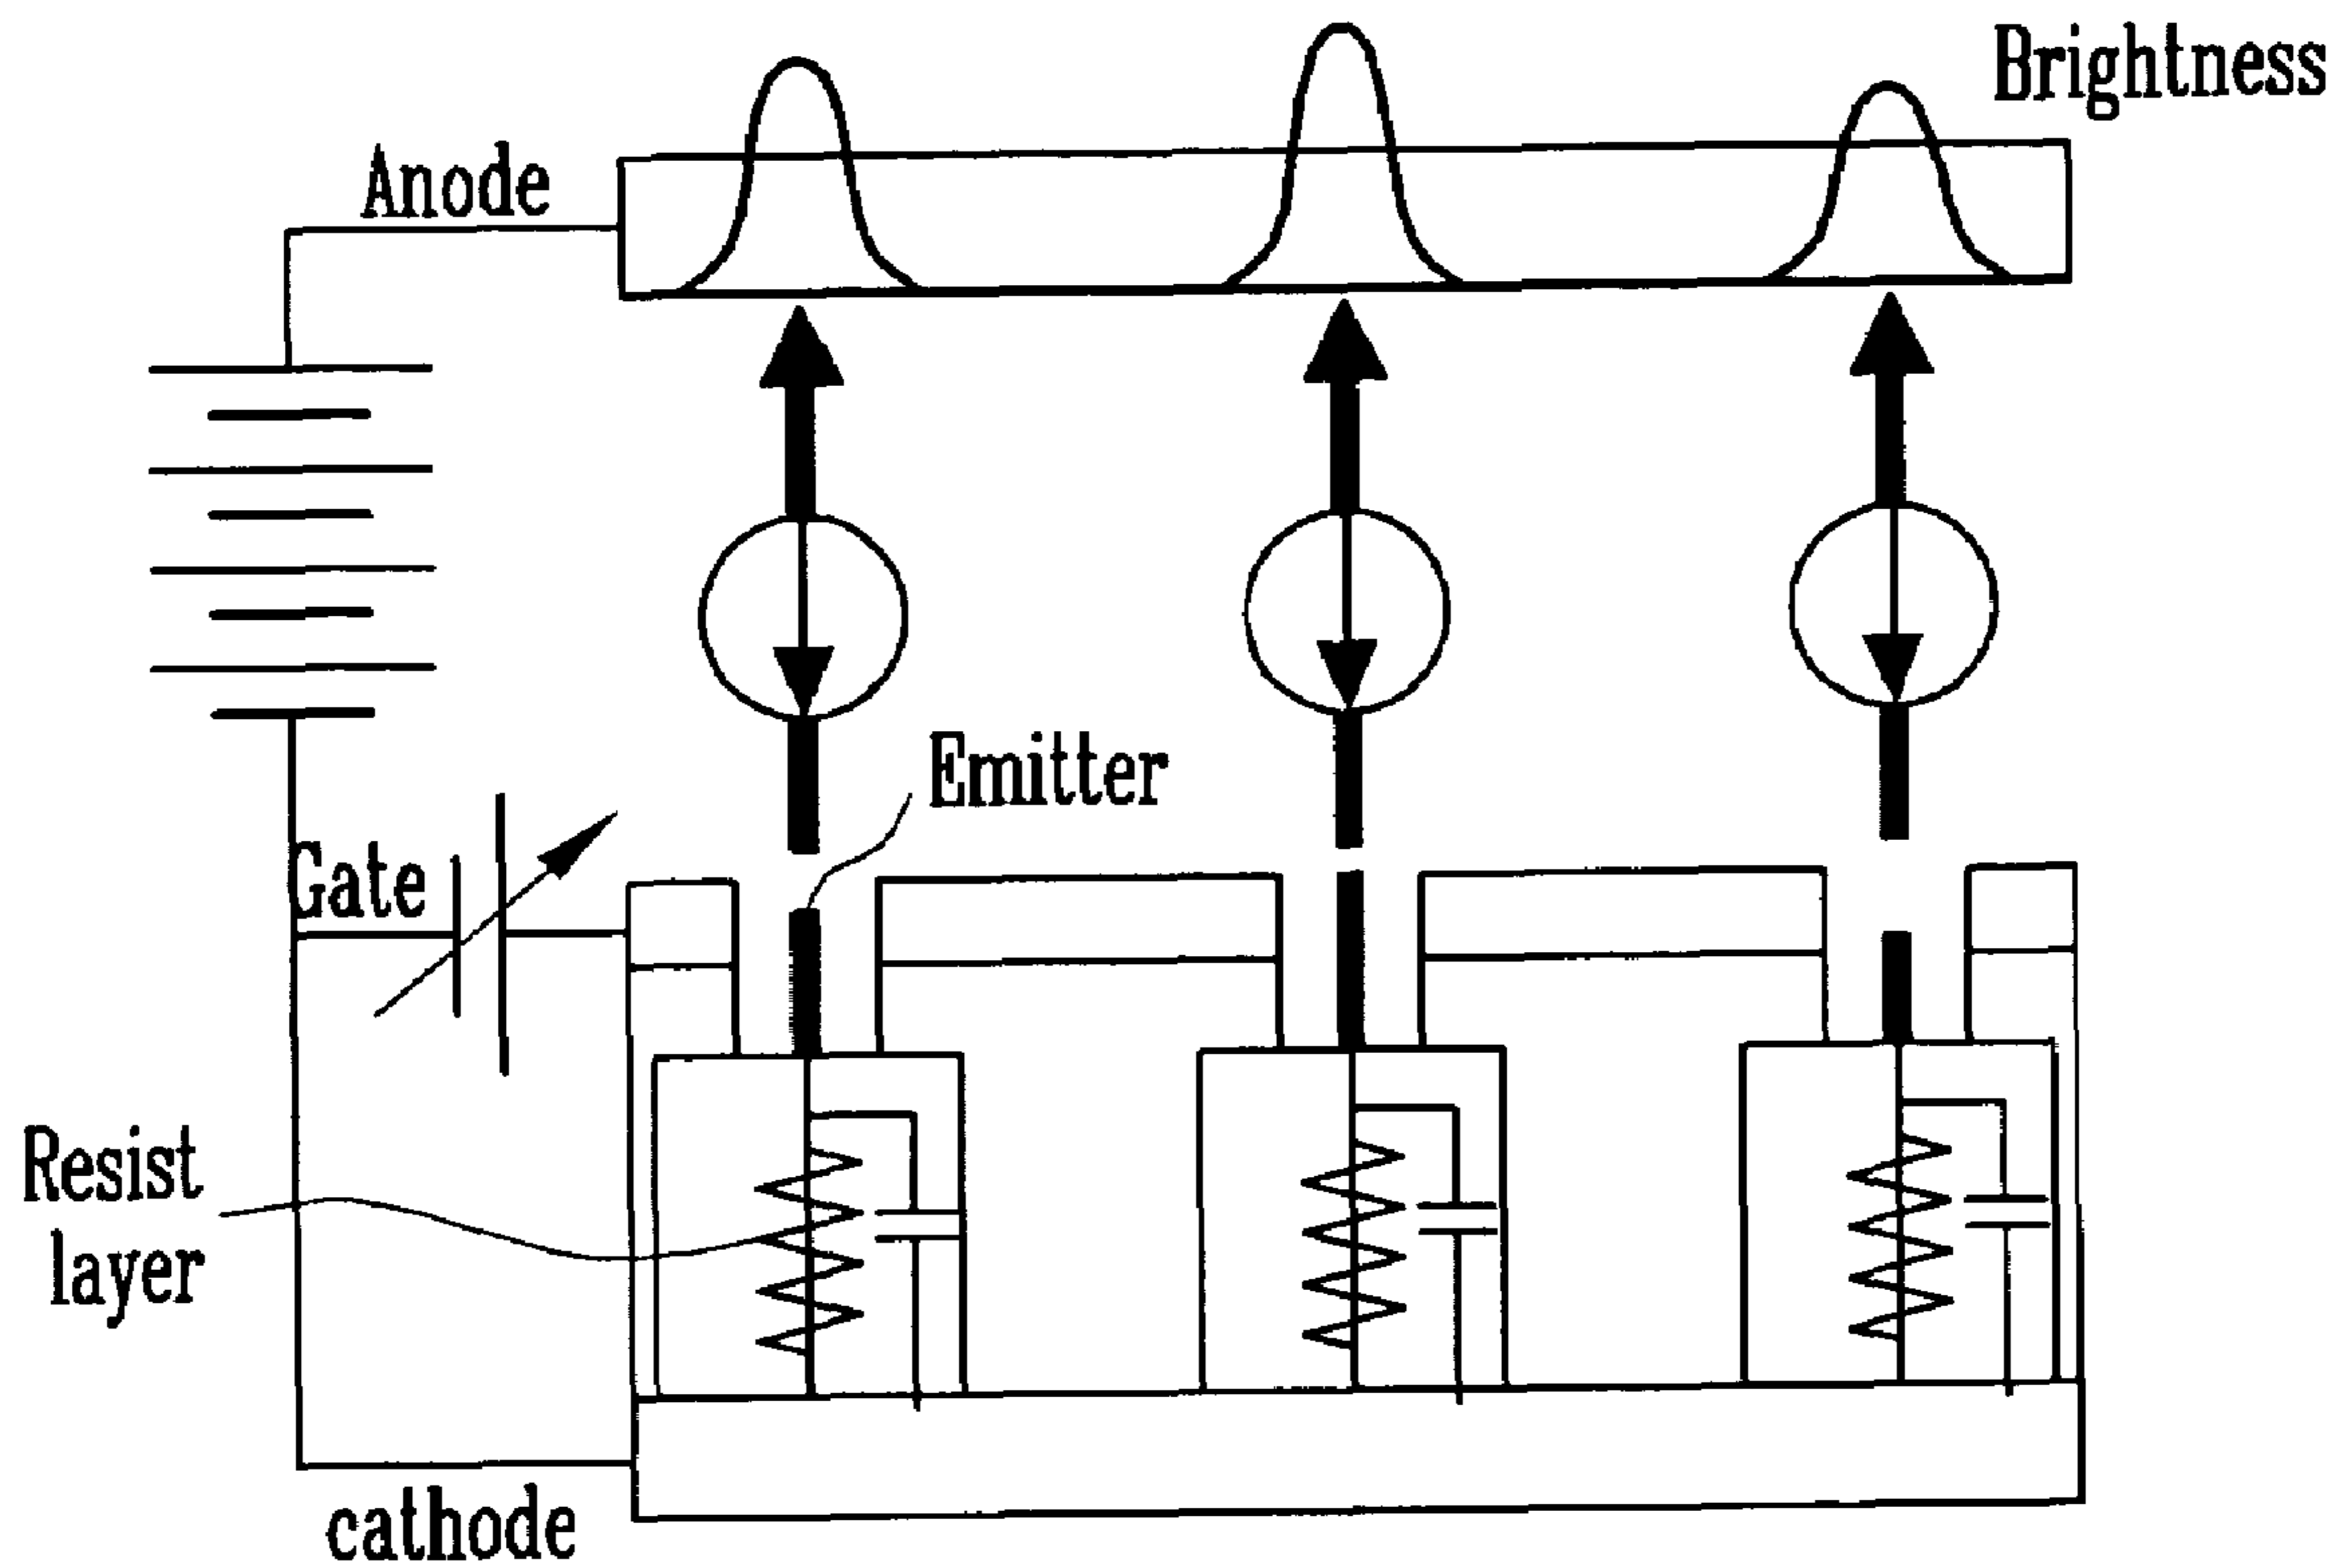 Brightness
Anode
Emitter
Gate
Resist
layer
cathode